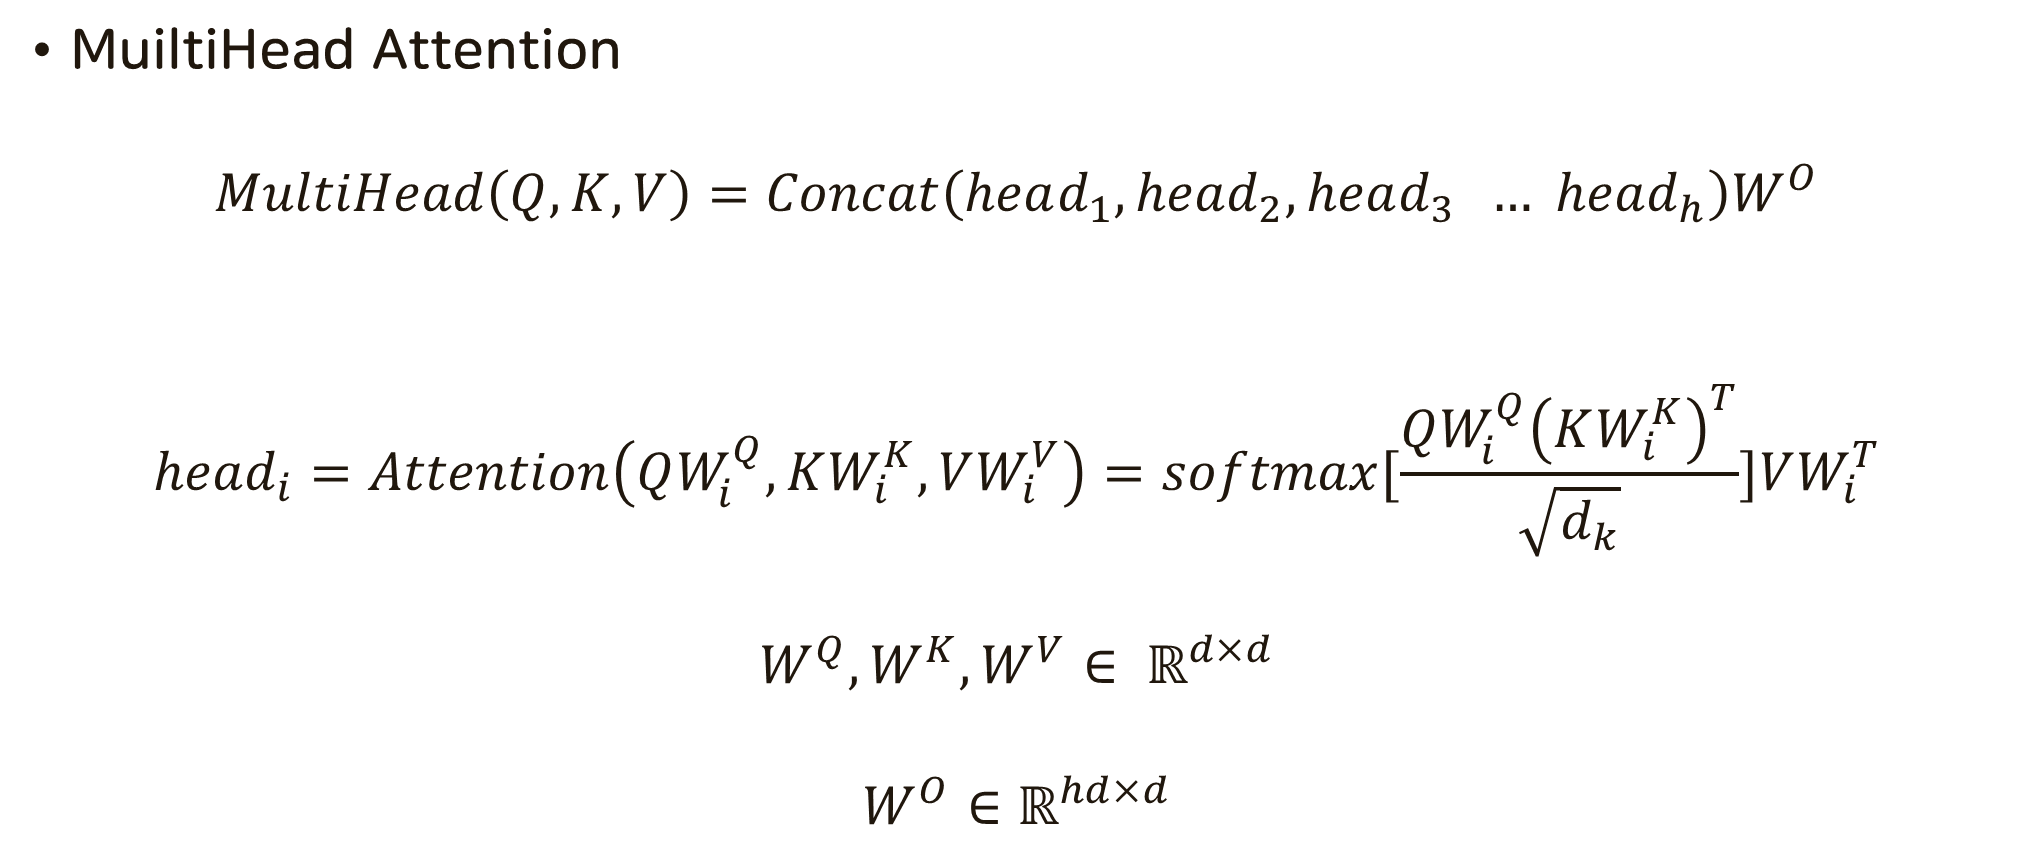 • MuiltiHead Attention
MultiHead(Q, K, V) = Concat(head₁, head₂, head₃ ... headₕ)W^O
headᵢ = Attention(QWᵢ^Q, KWᵢ^K, VWᵢ^V) = softmax[QWᵢ^Q(KWᵢ^K)^T / √dₖ]VWᵢ^T
W^Q, W^K, W^V ∈ ℝ^{d×d}
W^O ∈ ℝ^{hd×d}